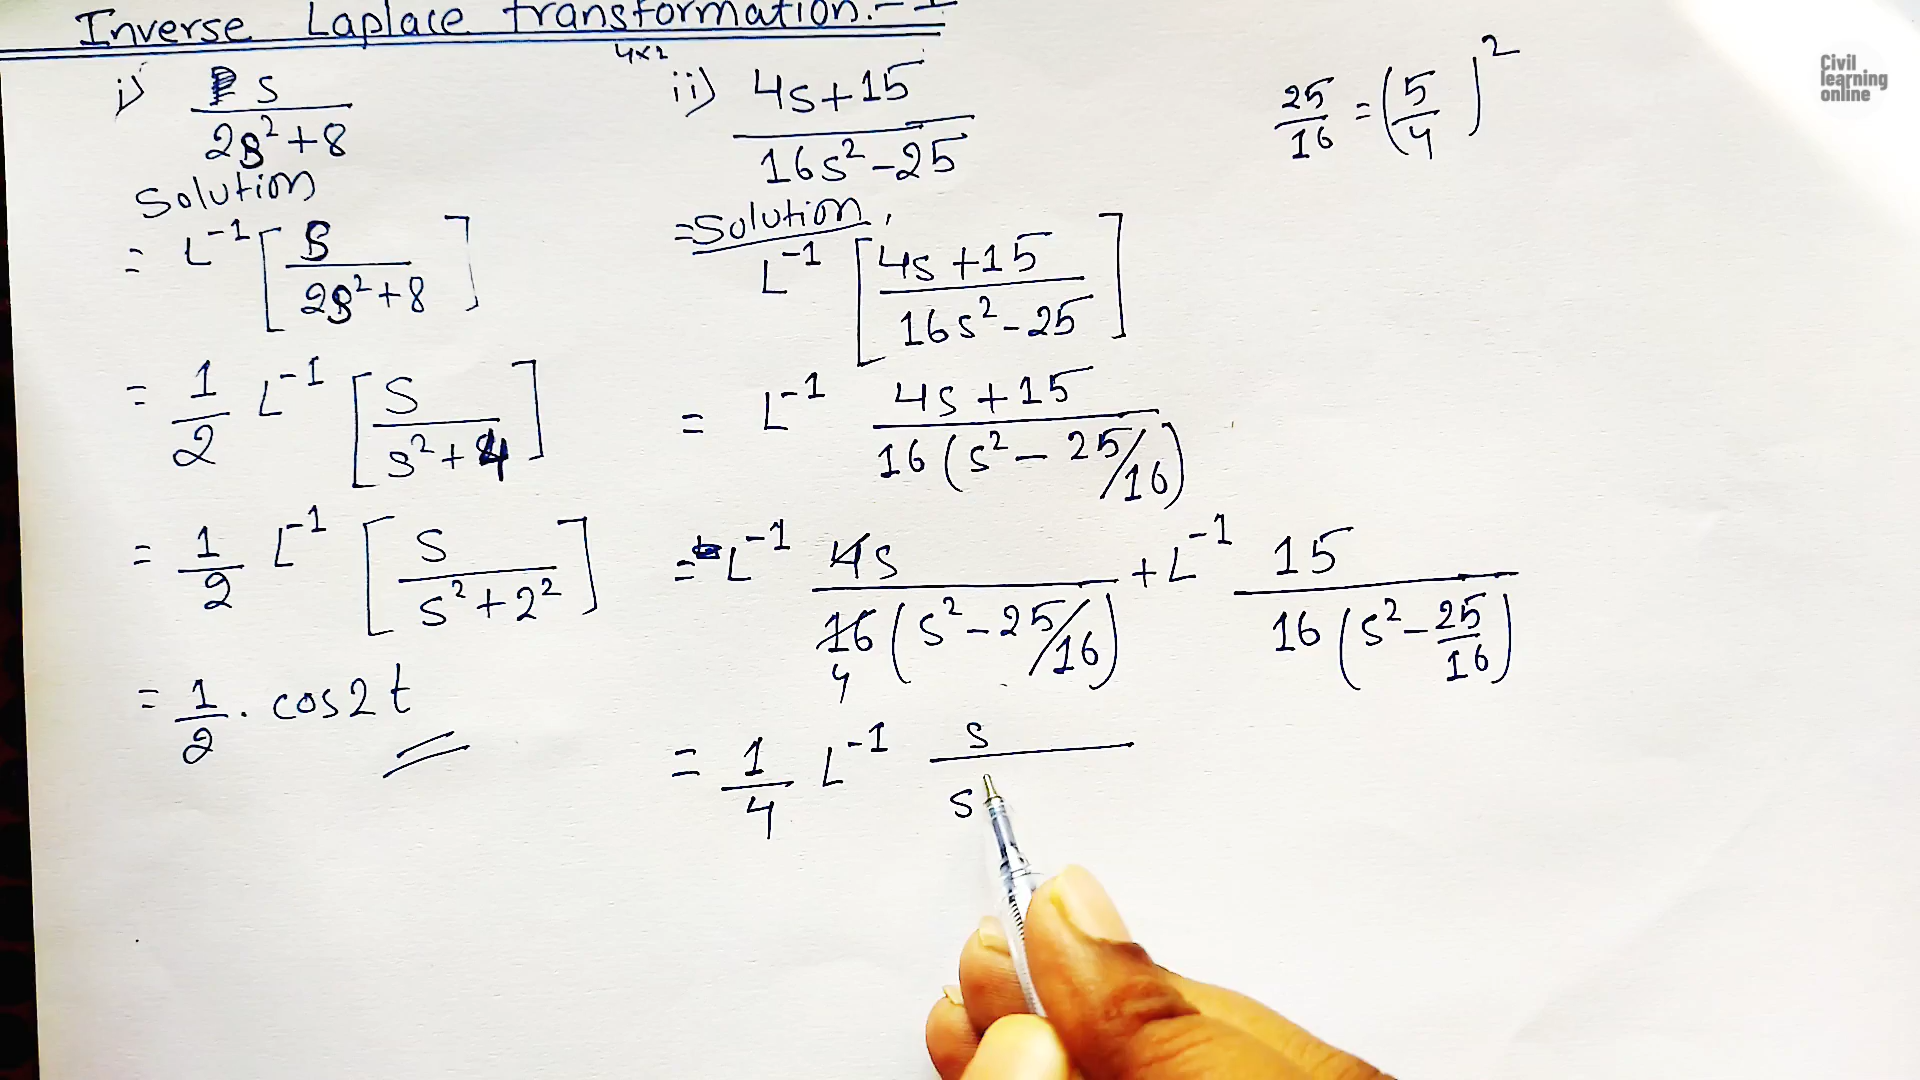 Inverse Laplace transformation.- I
i) s / 2s²+8
Solution
= L⁻¹ [ s / 2s²+8 ]
= 1/2 L⁻¹ [ s / s²+4 ]
= 1/2 L⁻¹ [ s / s²+2² ]
= 1/2 . cos2t
4×2
ii) 4s+15 / 16s²-25
=Solution,
L⁻¹ [ 4s+15 / 16s²-25 ]
= L⁻¹ 4s+15 / 16(s²-25/16)
= L⁻¹ 4s / 16 4 (s²-25/16) + L⁻¹ 15 / 16(s²-25/16)
= 1/4 L⁻¹ s / s
25/16 = (5/4)²
Civil
learning
online